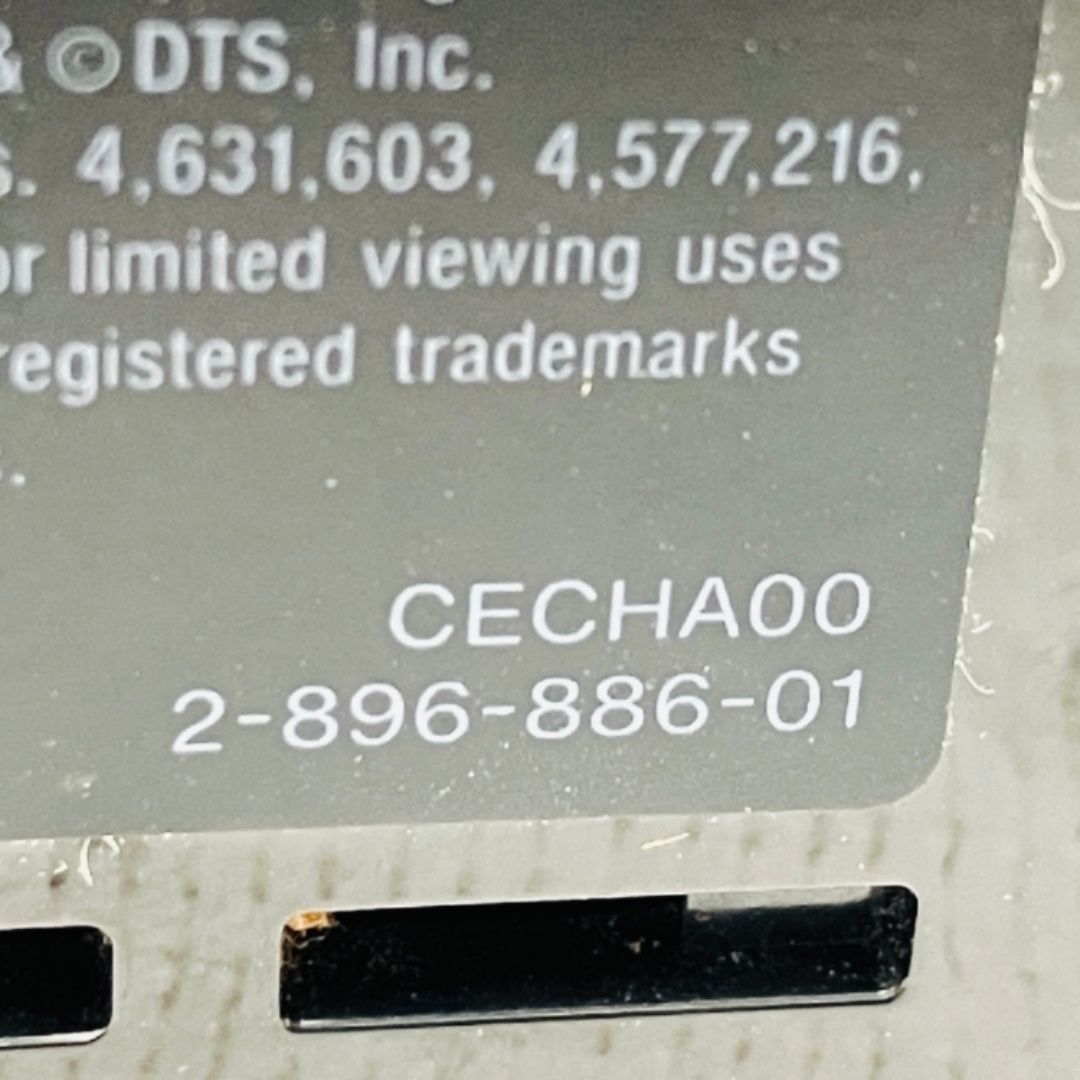 & © DTS, Inc.
s. 4,631,603, 4,577,216,
or limited viewing uses
registered trademarks
CECHA00
2-896-886-01